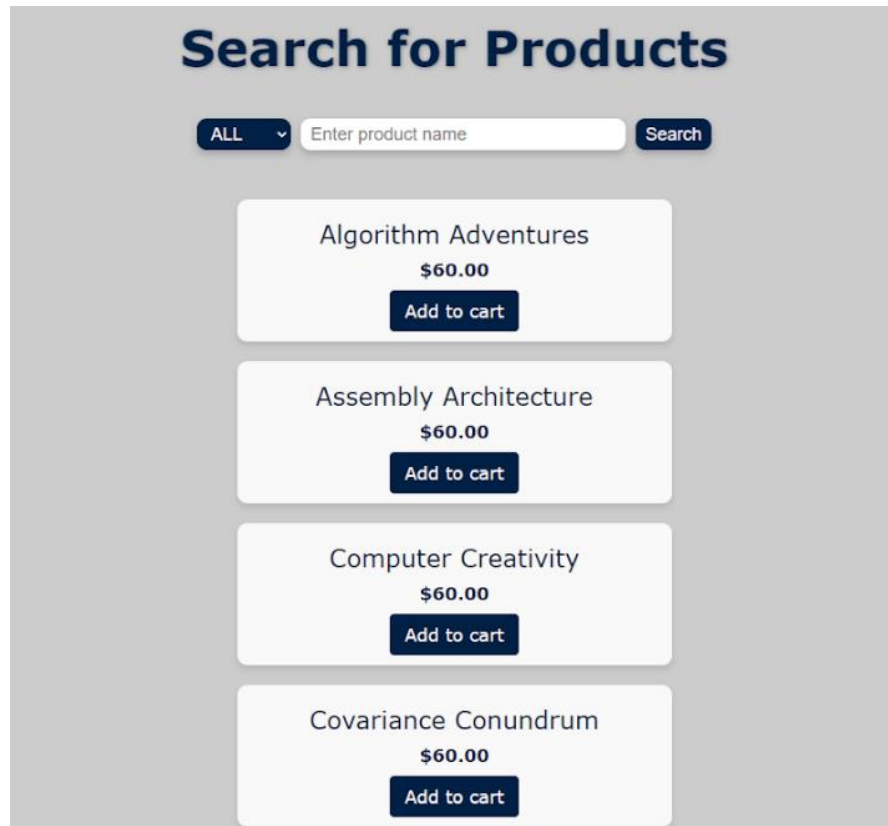 Search for Products
ALL Enter product name Search
Algorithm Adventures
$60.00
Add to cart
Assembly Architecture
$60.00
Add to cart
Computer Creativity
$60.00
Add to cart
Covariance Conundrum
$60.00
Add to cart